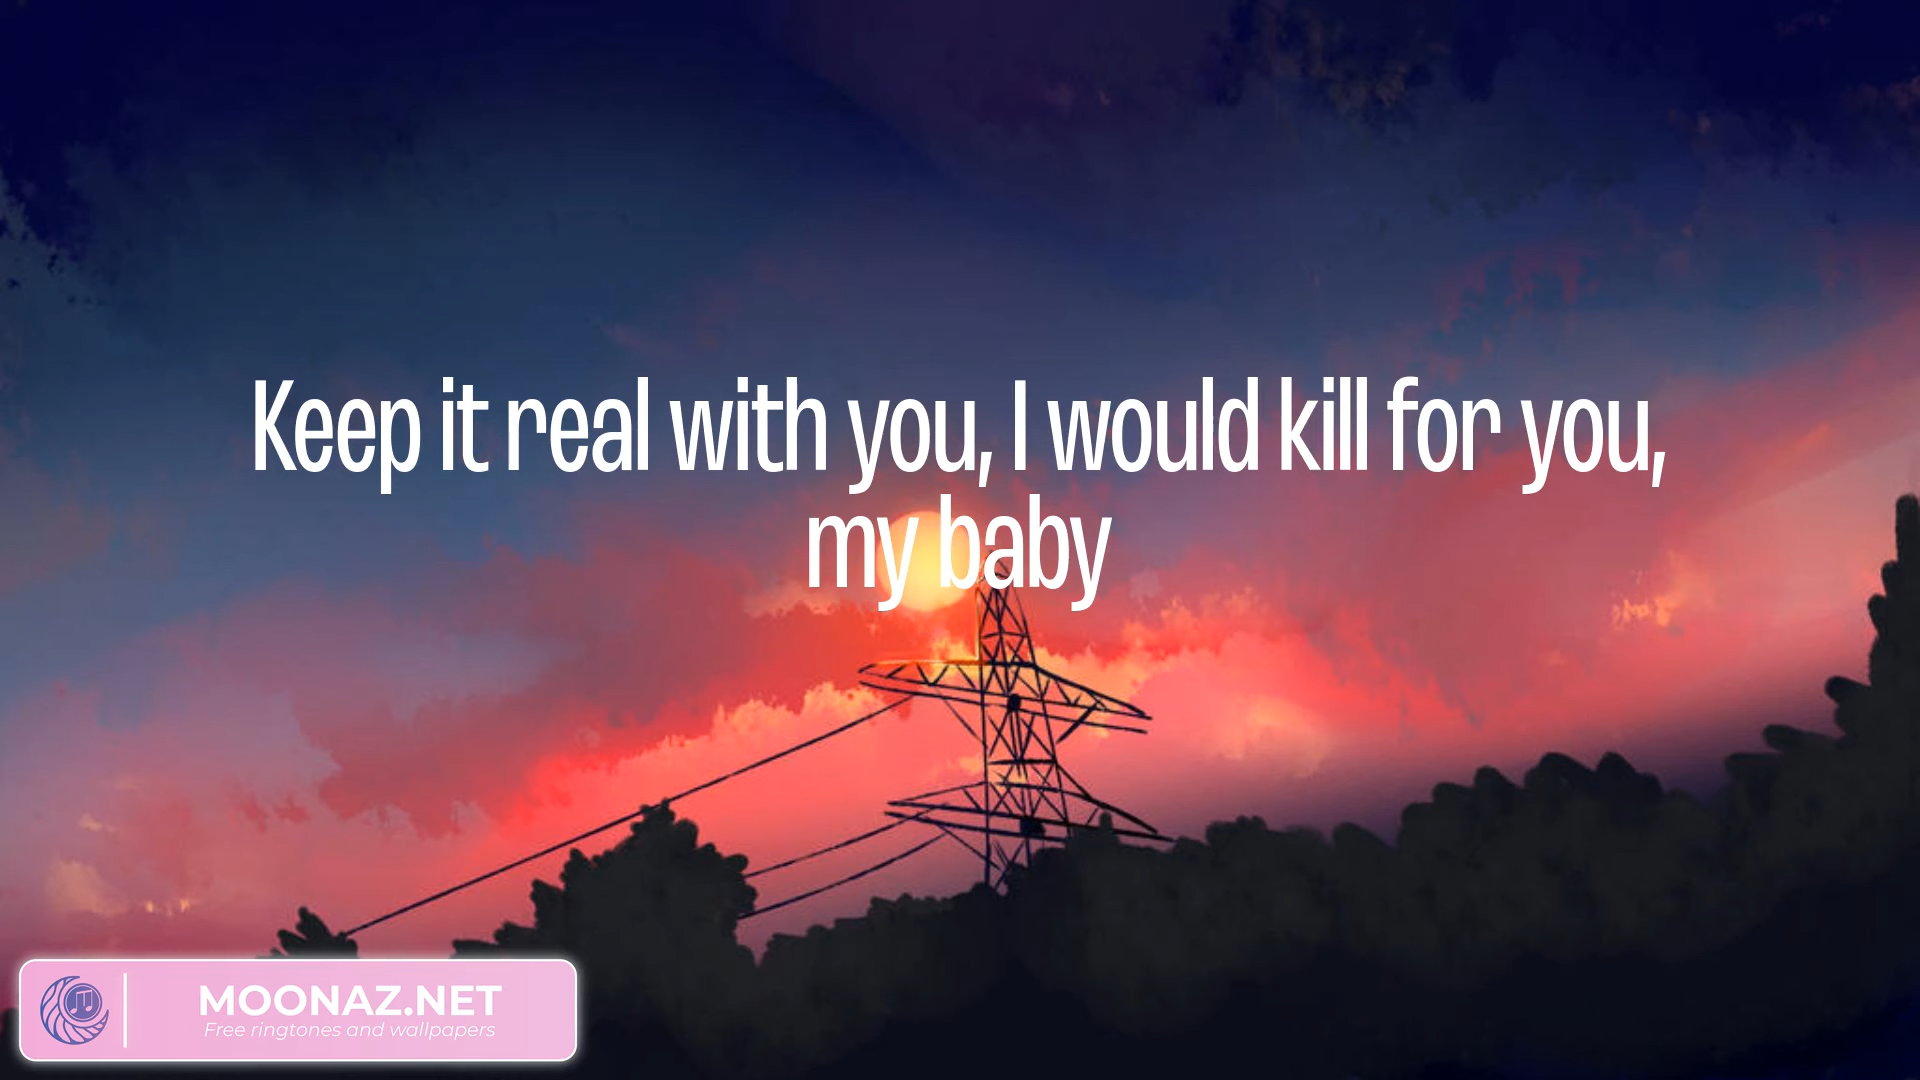 Keep it real with you, I would kill for you,
my baby
MOONAZ.NET
Free ringtones and wallpapers